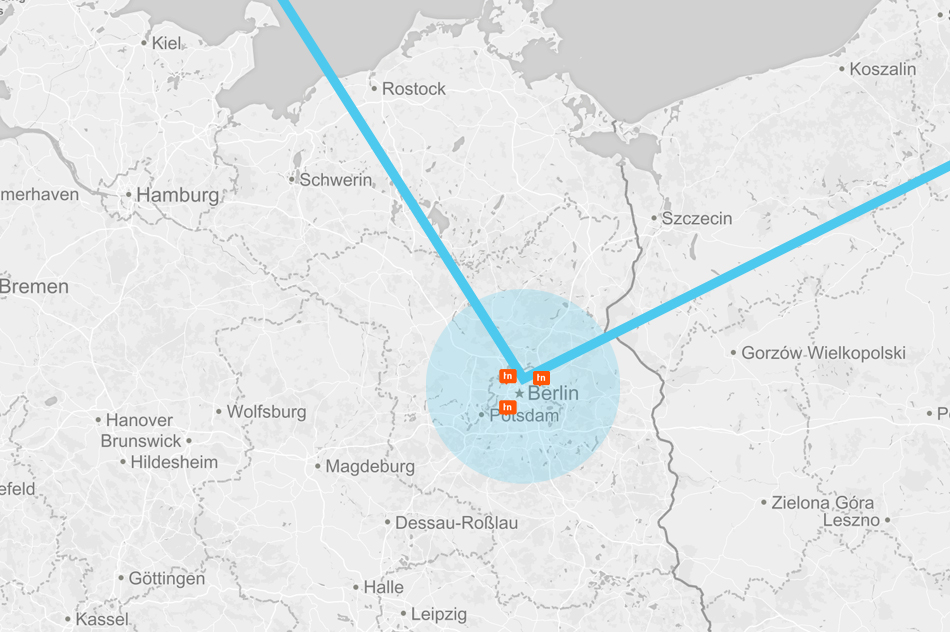 Kiel
Koszalin
Rostock
Schwerin
merhaven
Hamburg
Szczecin
Bremen
Gorzów Wielkopolski
Berlin
Potsdam
Wolfsburg
Hanover
Brunswick
Hildesheim
Magdeburg
efeld
Zielona Góra
Leszno
Dessau-Roßlau
Göttingen
Halle
Leipzig
Kassel